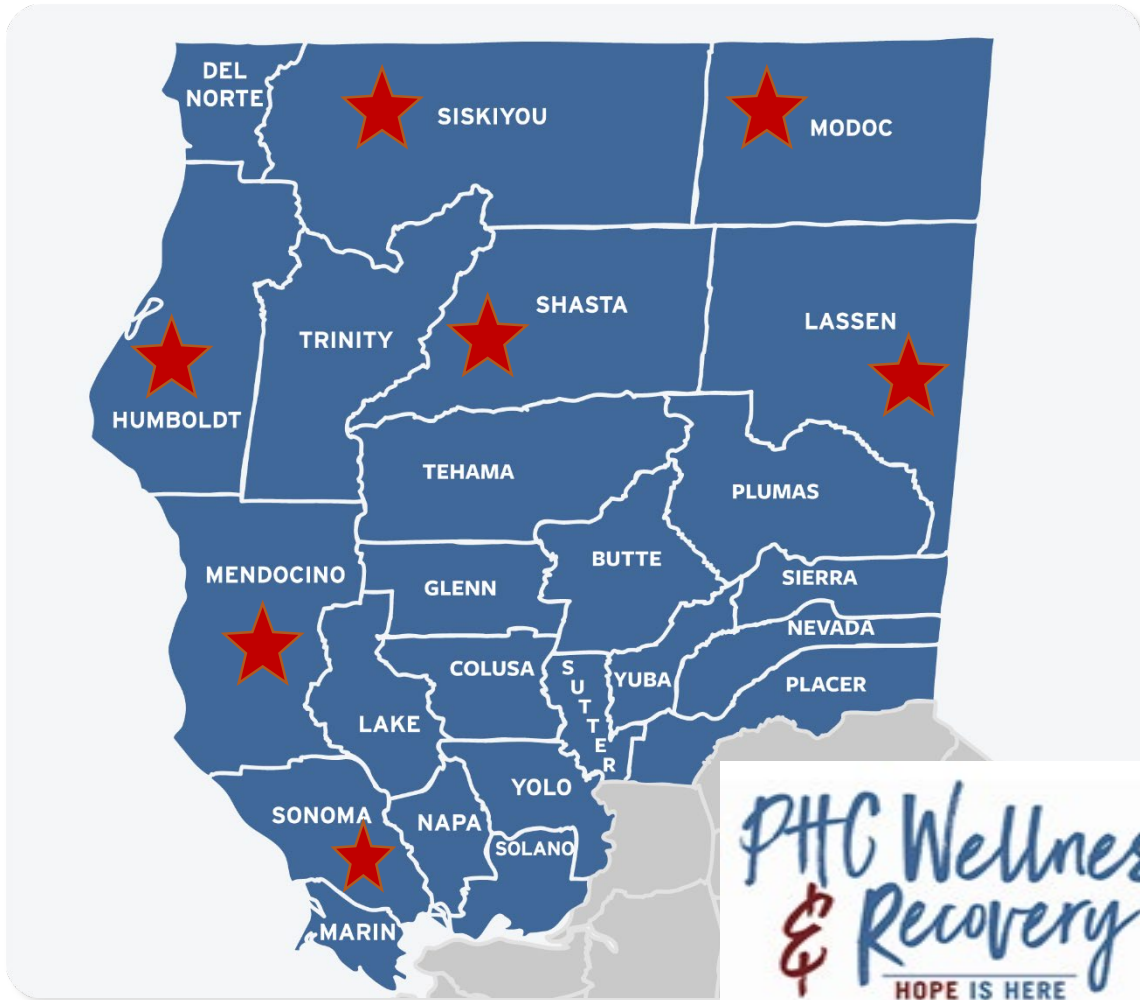 DEL
NORTE
SISKIYOU
MODOC
SHASTA
LASSEN
TRINITY
HUMBOLDT
TEHAMA
PLUMAS
BUTTE
MENDOCINO
GLENN
SIERRA
NEVADA
COLUSA
SUTTER
YUBA
PLACER
LAKE
YOLO
SONOMA
NAPA
SOLANO
MARIN
PHC Wellnes
& Recovery
HOPE IS HERE